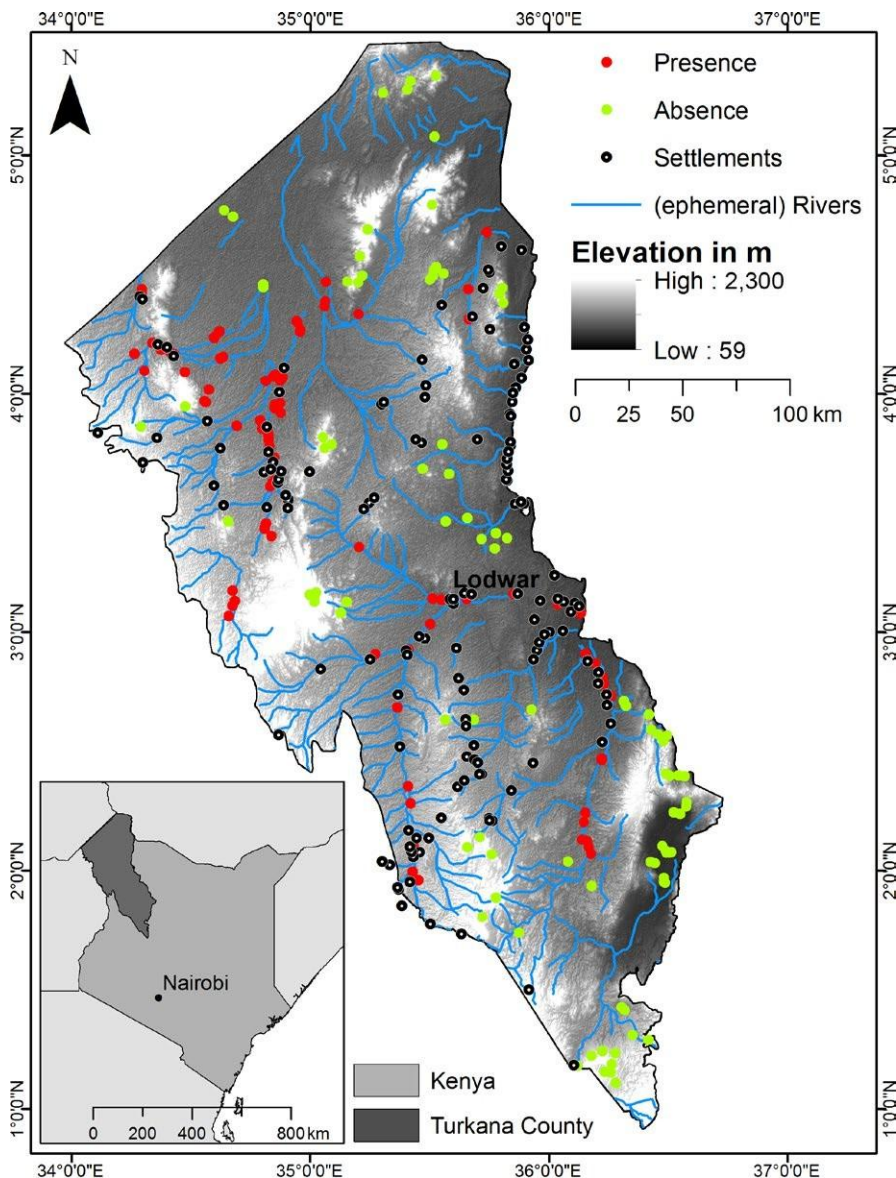 34°0'0"E 35°0'0"E 36°0'0"E 37°0'0"E
N
Presence
Absence
Settlements
(ephemeral) Rivers
Elevation in m
High : 2,300
Low : 59
0 25 50 100 km
5°0'0"N 5°0'0"N
4°0'0"N 4°0'0"N
Lodwar
3°0'0"N 3°0'0"N
2°0'0"N 2°0'0"N
1°0'0"N 1°0'0"N
Nairobi
0 200 400 800 km
Kenya
Turkana County
34°0'0"E 35°0'0"E 36°0'0"E 37°0'0"E